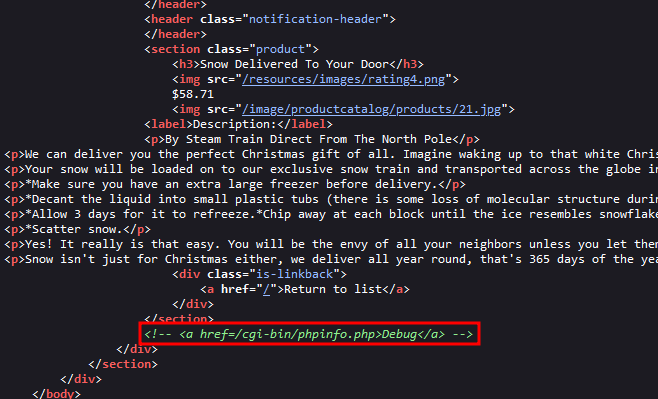 </header>
<header class="notification-header">
</header>
<section class="product">
<h3>Snow Delivered To Your Door</h3>
<img src="/resources/images/rating4.png">
$58.71
<img src="/image/productcatalog/products/21.jpg">
<label>Description:</label>
<p>By Steam Train Direct From The North Pole</p>
<p>We can deliver you the perfect Christmas gift of all. Imagine waking up to that white Chris
<p>Your snow will be loaded on to our exclusive snow train and transported across the globe in
<p>*Make sure you have an extra large freezer before delivery.</p>
<p>*Decant the liquid into small plastic tubs (there is some loss of molecular structure durin
<p>*Allow 3 days for it to refreeze.*Chip away at each block until the ice resembles snowflake
<p>*Scatter snow.</p>
<p>Yes! It really is that easy. You will be the envy of all your neighbors unless you let them
<p>Snow isn't just for Christmas either, we deliver all year round, that's 365 days of the yea
<div class="is-linkback">
<a href="/">Return to list</a>
</div>
</section>
<!-- <a href=/cgi-bin/phpinfo.php>Debug</a> -->
</div>
</section>
</div>
</body>